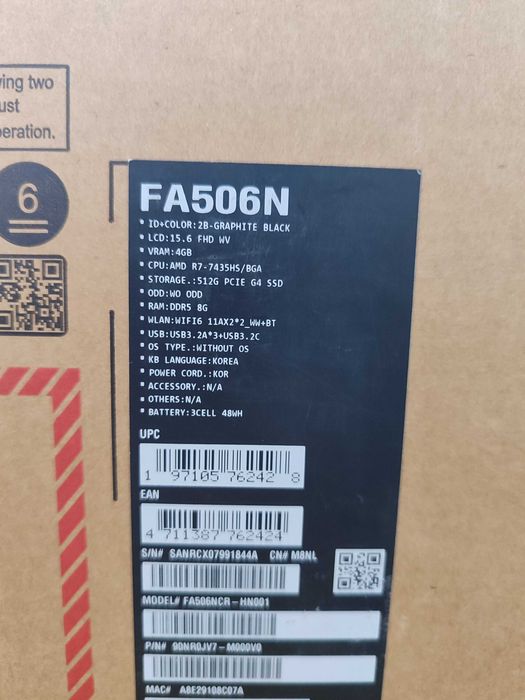 ving two
ust
peration.
6
FA506N
• ID+COLOR:2B-GRAPHITE BLACK
• LCD:15.6 FHD WV
• VRAM:4GB
• CPU:AMD R7-7435HS/BGA
• STORAGE.:512G PCIE G4 SSD
• ODD:WO ODD
• RAM:DDR5 8G
• WLAN:WIFI6 11AX2*2_WW+BT
• USB:USB3.2A*3+USB3.2C
• OS TYPE.:WITHOUT OS
• KB LANGUAGE:KOREA
• POWER CORD.:KOR
• ACCESSORY.:N/A
• OTHERS:N/A
• BATTERY:3CELL 48WH
UPC
1 97105 76242 8
EAN
4 711387 762424
S/N# SANRCX07991844A CN# M8NL
MODEL# FA506NCR-HN001
P/N# 90NR0JV7-M000V0
MAC# A8E29108C07A